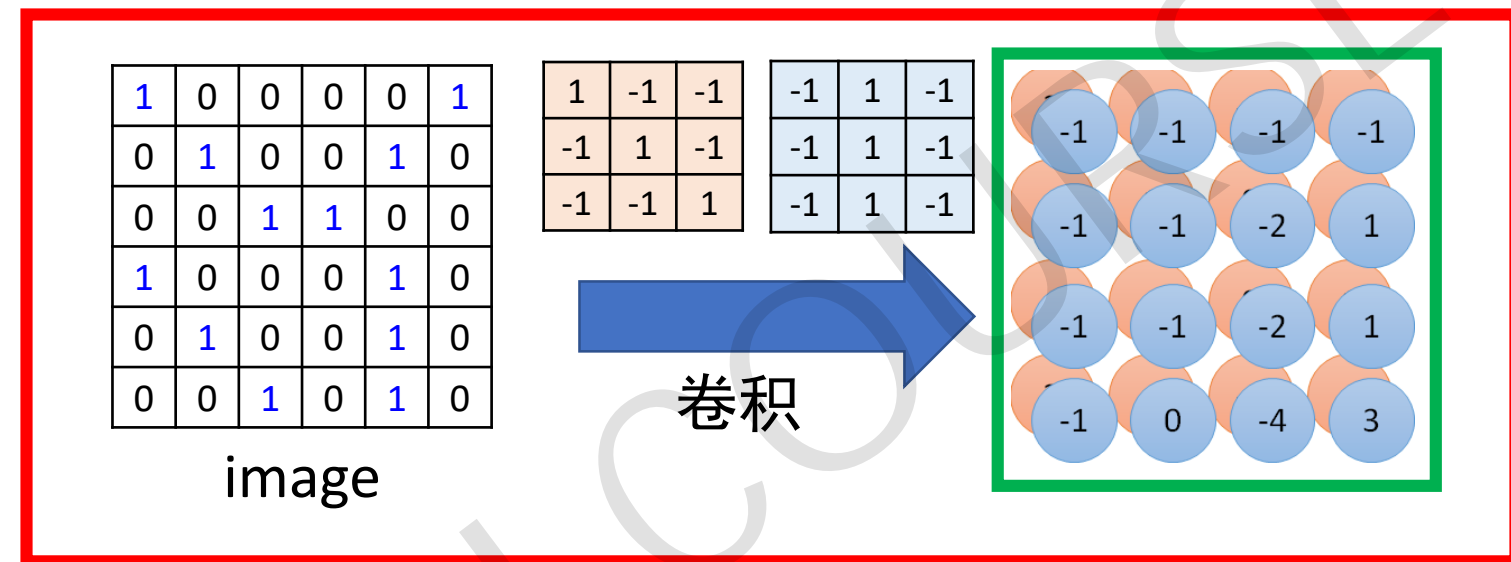 1 0 0 0 0 1
0 1 0 0 1 0
0 0 1 1 0 0
1 0 0 0 1 0
0 1 0 0 1 0
0 0 1 0 1 0
image
1 -1 -1
-1 1 -1
-1 -1 1
-1 1 -1
-1 1 -1
-1 1 -1
卷积
-1 -1 -1 -1
-1 -1 -2 1
-1 -1 -2 1
-1 0 -4 3
COURSE